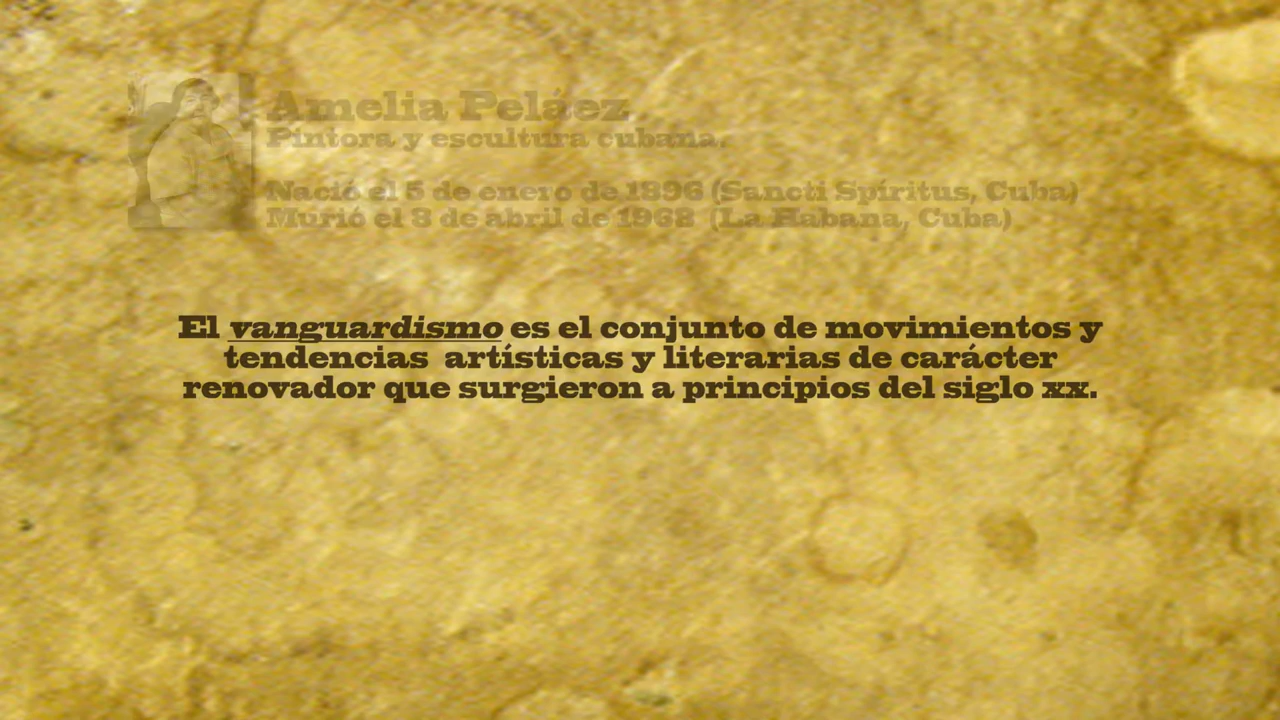 Amelia Peláez
Pintora y escultura cubana.
Nació el 5 de enero de 1896 (Sancti Spíritus, Cuba)
Murió el 8 de abril de 1968 (La Habana, Cuba)
El vanguardismo es el conjunto de movimientos y
tendencias artísticas y literarias de carácter
renovador que surgieron a principios del siglo xx.